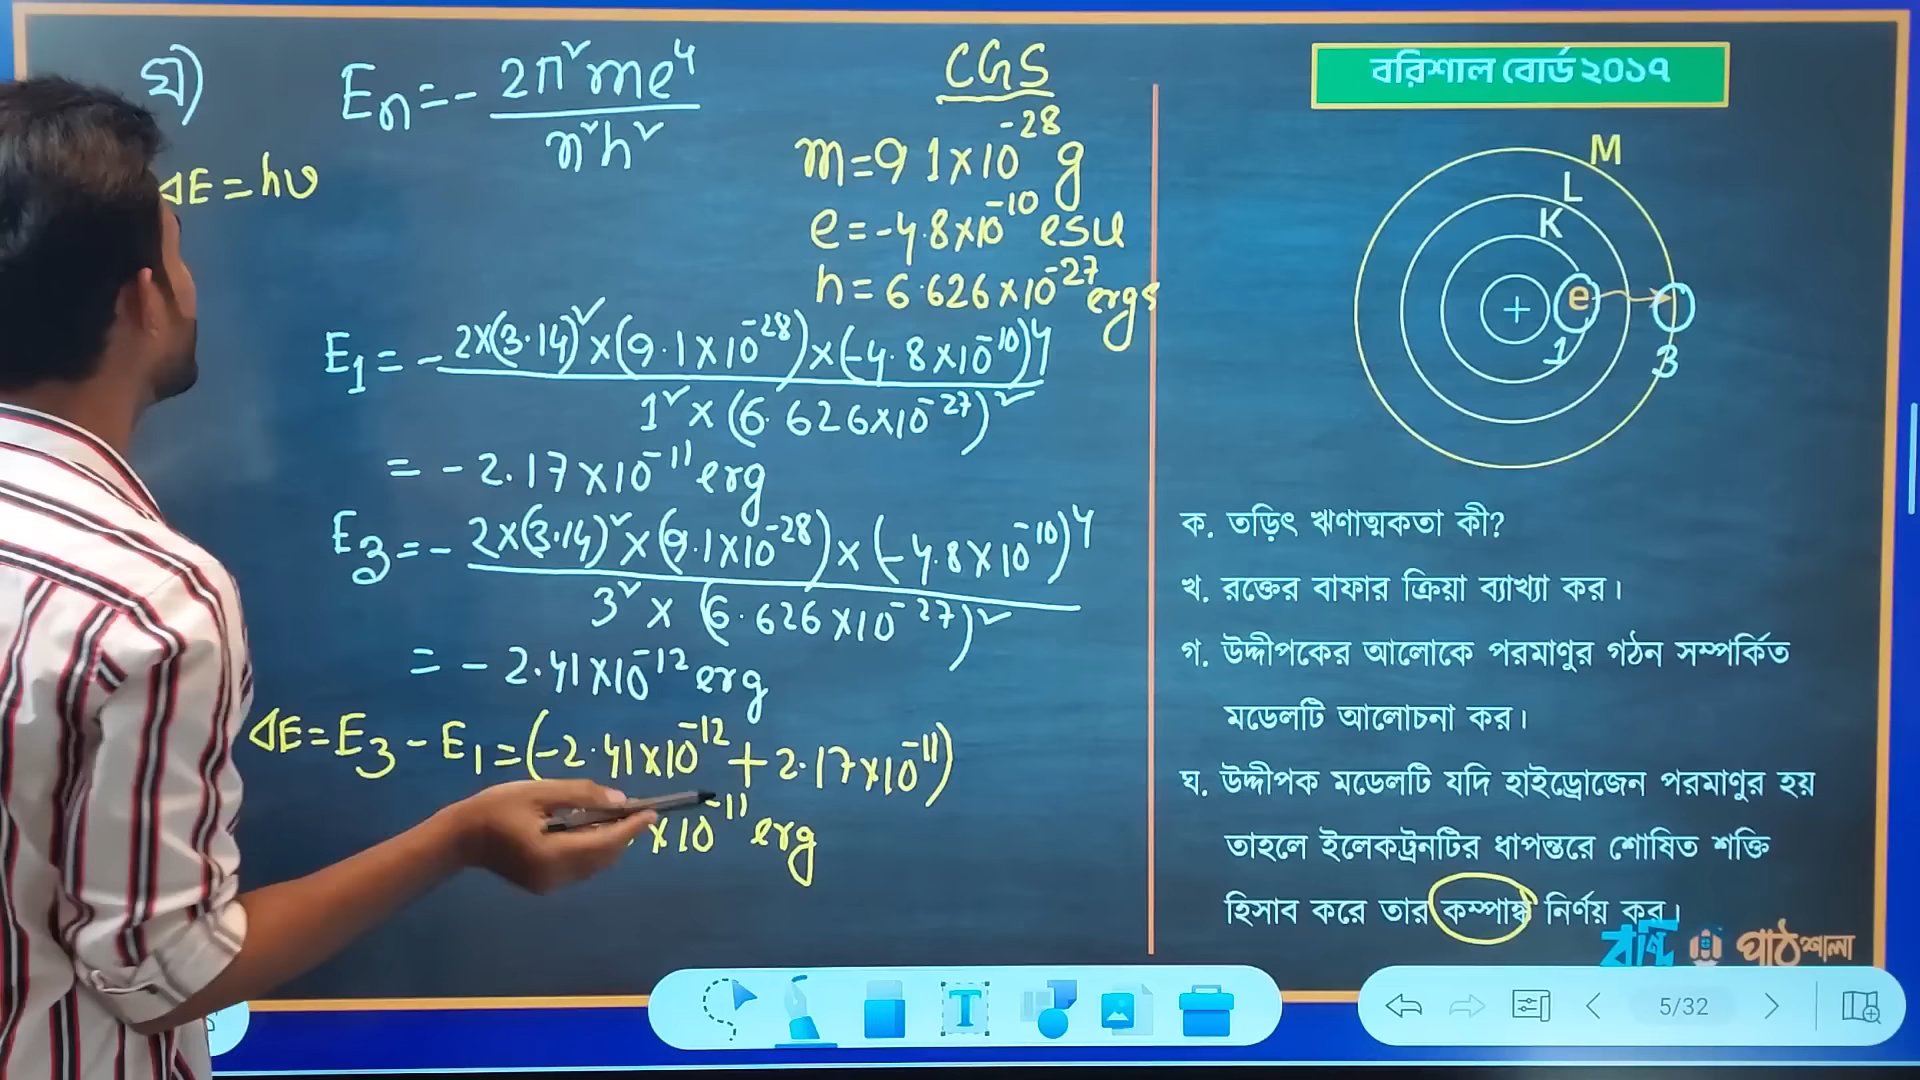 ঘ)
En = - 2π²me⁴ / n²h²
ΔE = hυ
CGS
m = 9.1×10⁻²⁸ g
e = -4.8×10⁻¹⁰ esu
h = 6.626×10⁻²⁷ ergs
E₁ = - 2×(3.14)²×(9.1×10⁻²⁸)×(-4.8×10⁻¹⁰)⁴ / 1²×(6.626×10⁻²⁷)²
= -2.17×10⁻¹¹ erg
E₃ = - 2×(3.14)²×(9.1×10⁻²⁸)×(-4.8×10⁻¹⁰)⁴ / 3²×(6.626×10⁻²⁷)²
= -2.41×10⁻¹² erg
ΔE = E₃ - E₁ = (-2.41×10⁻¹² + 2.17×10⁻¹¹)
×10⁻¹¹ erg
বরিশাল বোর্ড ২০১৭
M
L
K
+ e
1 3
ক. তড়িৎ ঋণাত্মকতা কী?
খ. রক্তের বাফার ক্রিয়া ব্যাখ্যা কর।
গ. উদ্দীপকের আলোকে পরমাণুর গঠন সম্পর্কিত
মডেলটি আলোচনা কর।
ঘ. উদ্দীপক মডেলটি যদি হাইড্রোজেন পরমাণুর হয়
তাহলে ইলেকট্রনটির ধাপন্তরে শোষিত শক্তি
হিসাব করে তার কম্পাঙ্ক নির্ণয় কর।
বন্দি পাঠশালা
T
5/32